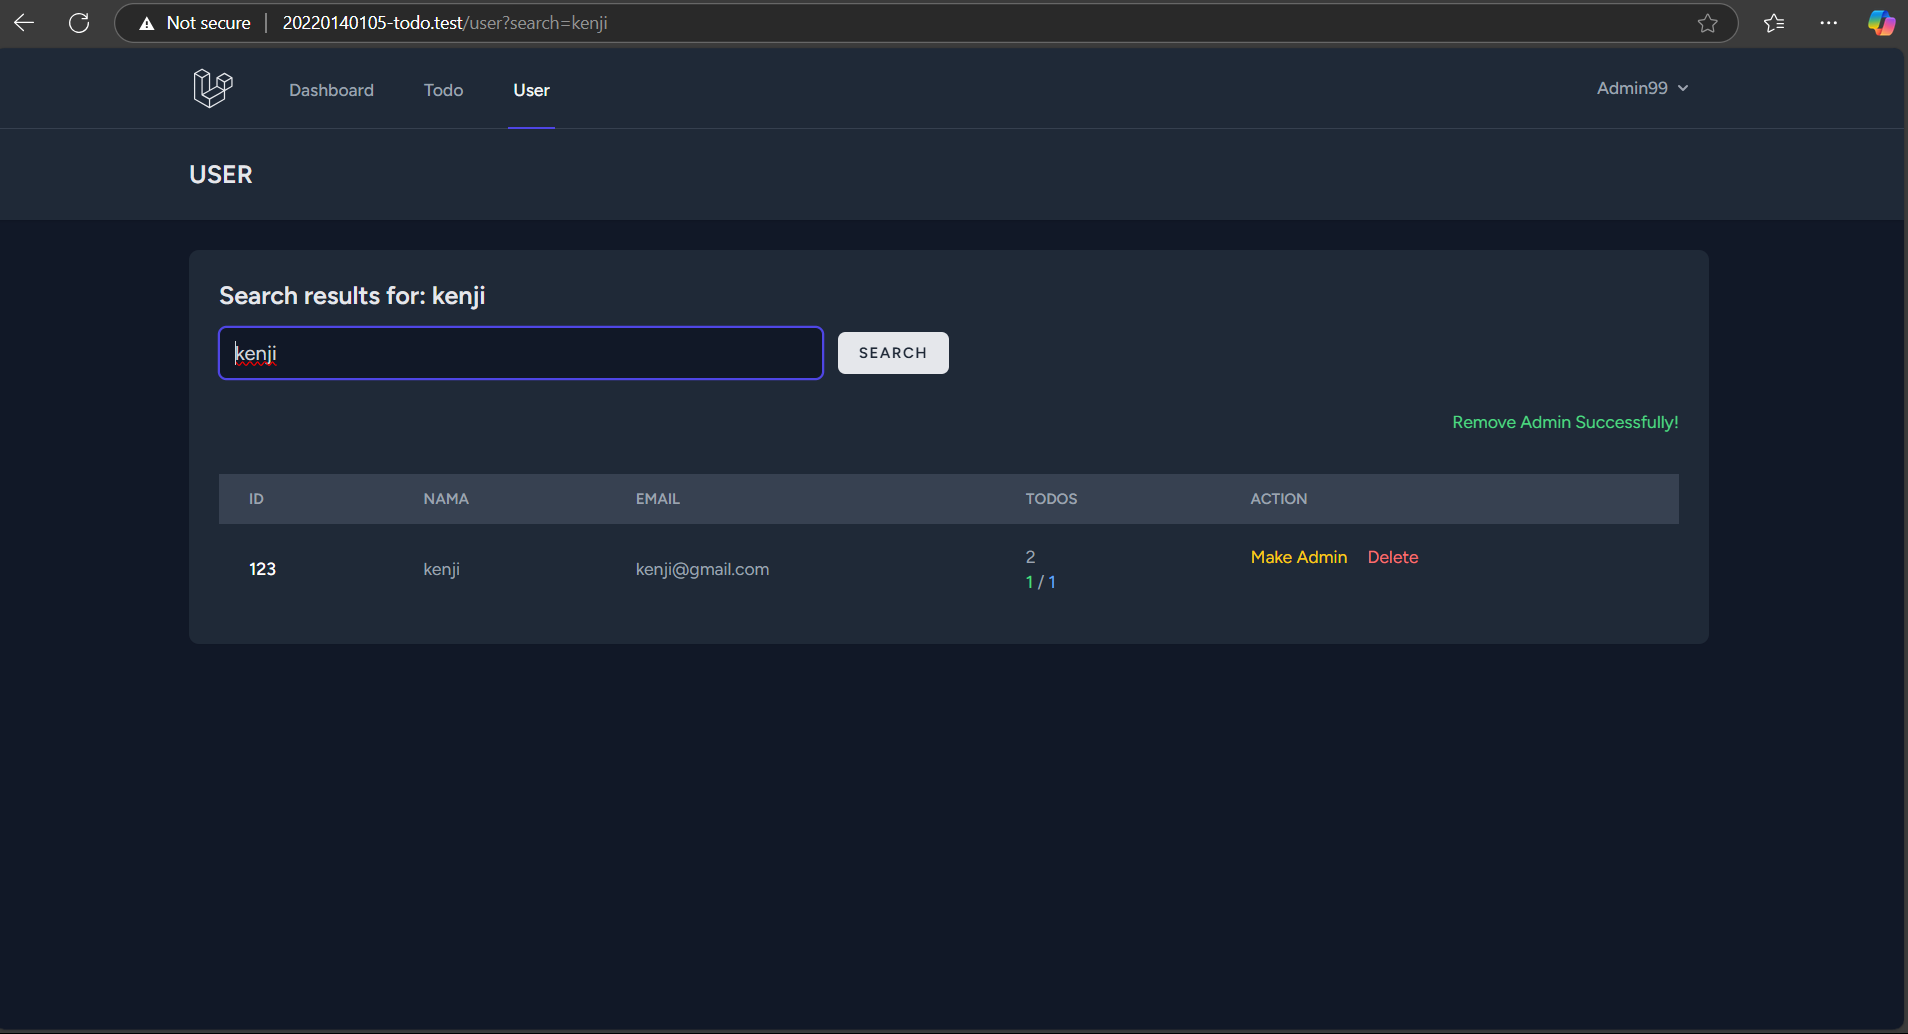 Not secure 20220140105-todo.test/user?search=kenji
Dashboard Todo User Admin99
USER
Search results for: kenji
kenji SEARCH
Remove Admin Successfully!
ID NAMA EMAIL TODOS ACTION
123 kenji kenji@gmail.com 2 Make Admin Delete
1 / 1